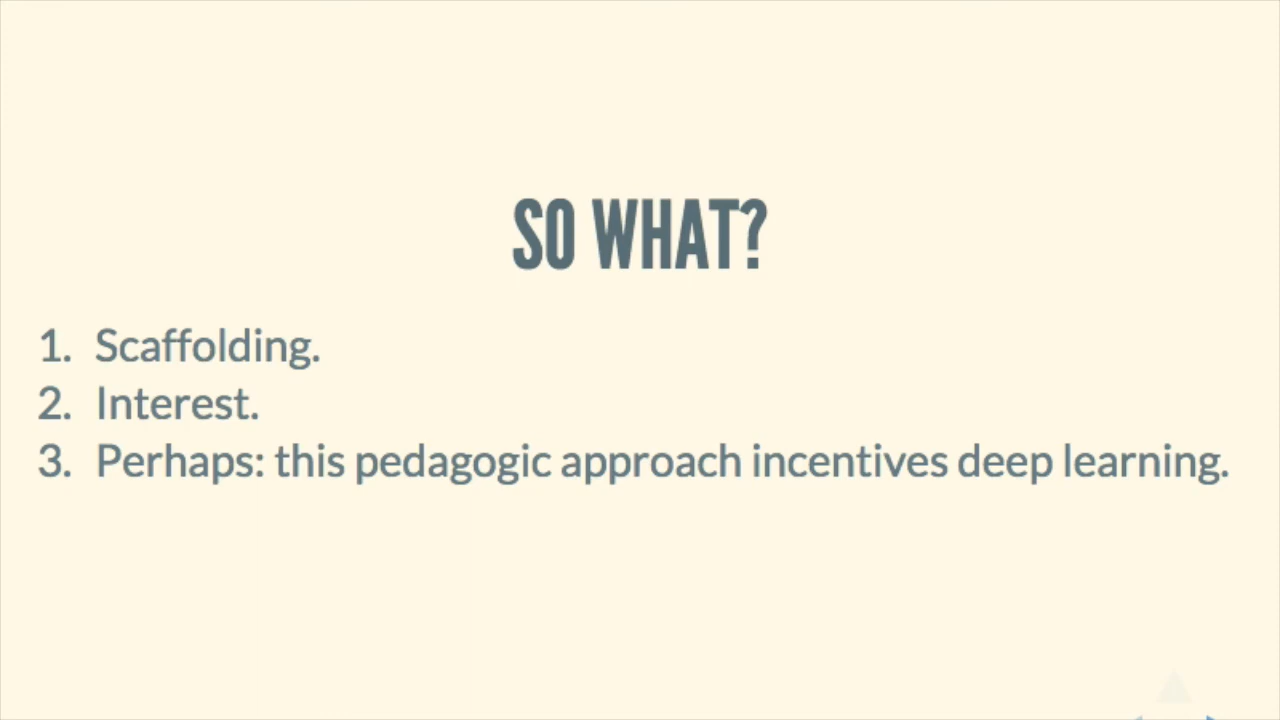 SO WHAT?
1. Scaffolding.
2. Interest.
3. Perhaps: this pedagogic approach incentives deep learning.